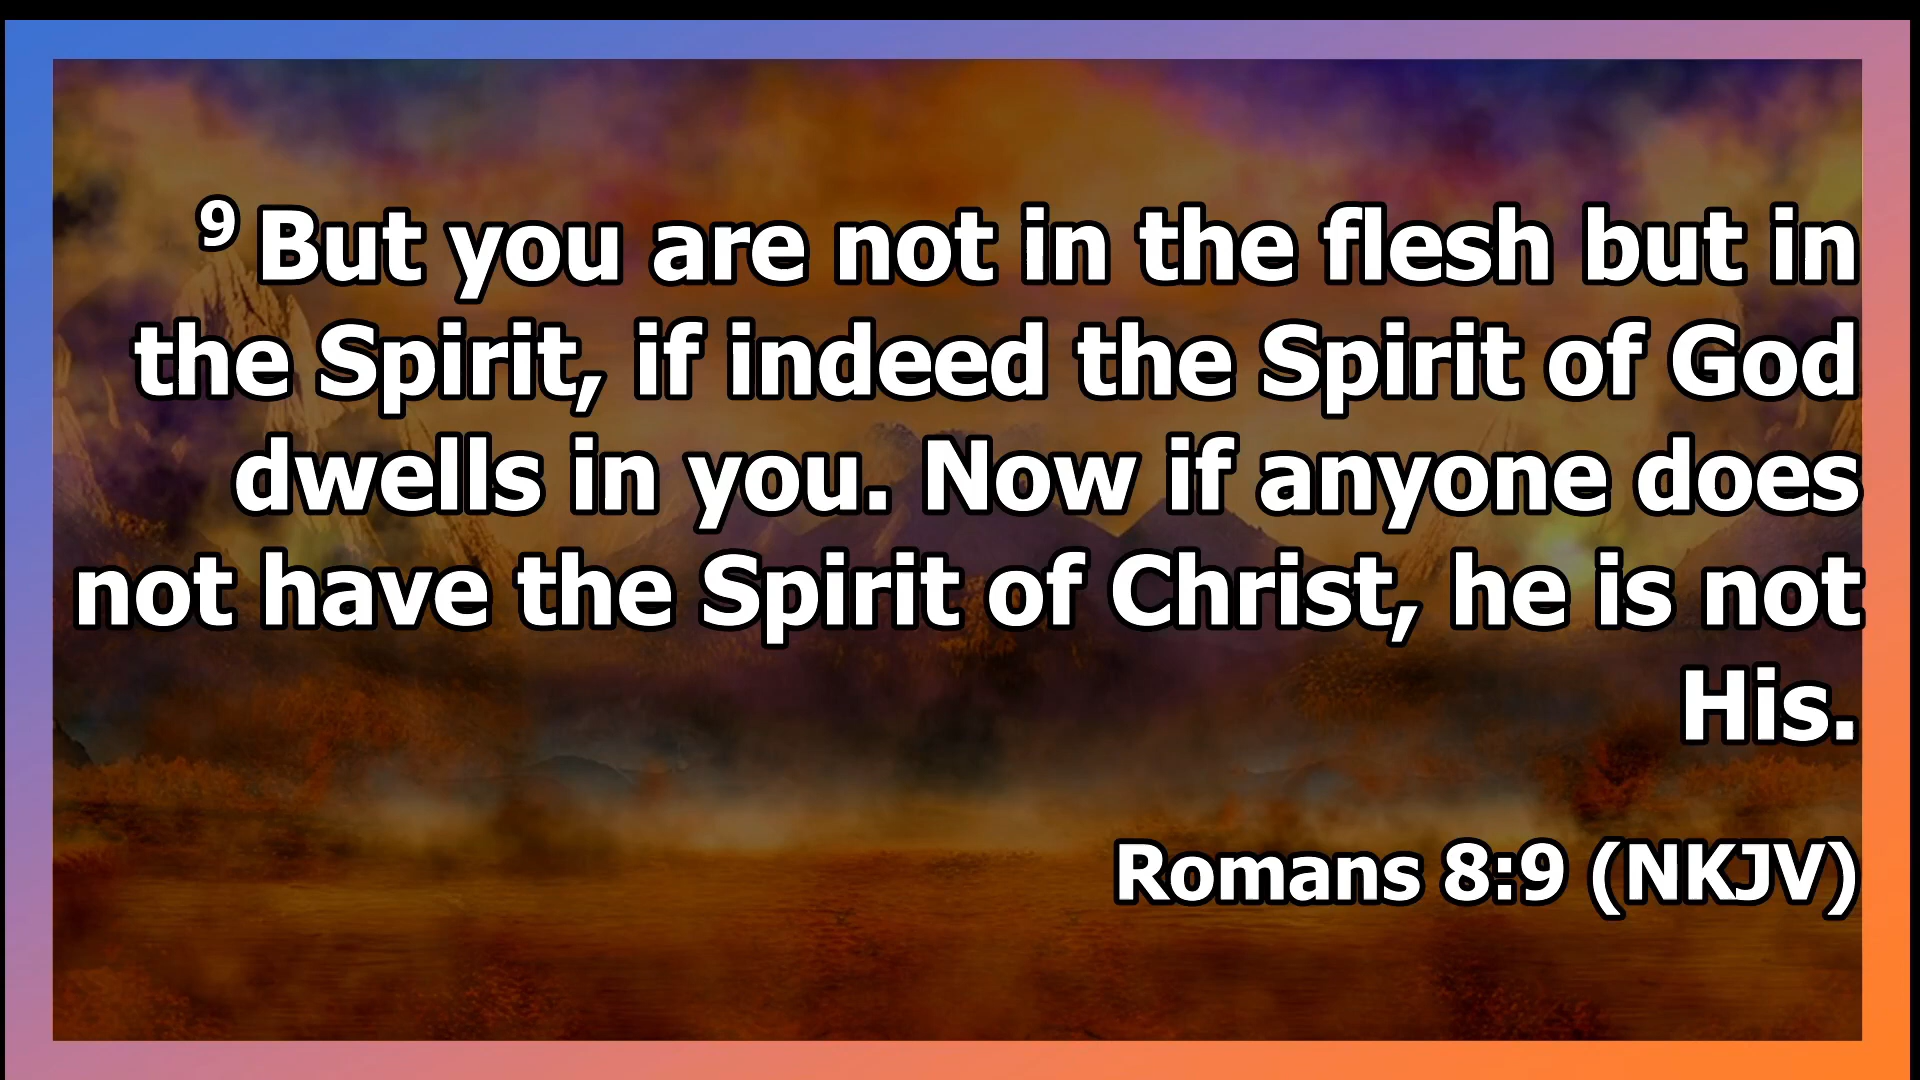 9 But you are not in the flesh but in
the Spirit, if indeed the Spirit of God
dwells in you. Now if anyone does
not have the Spirit of Christ, he is not
His.
Romans 8:9 (NKJV)